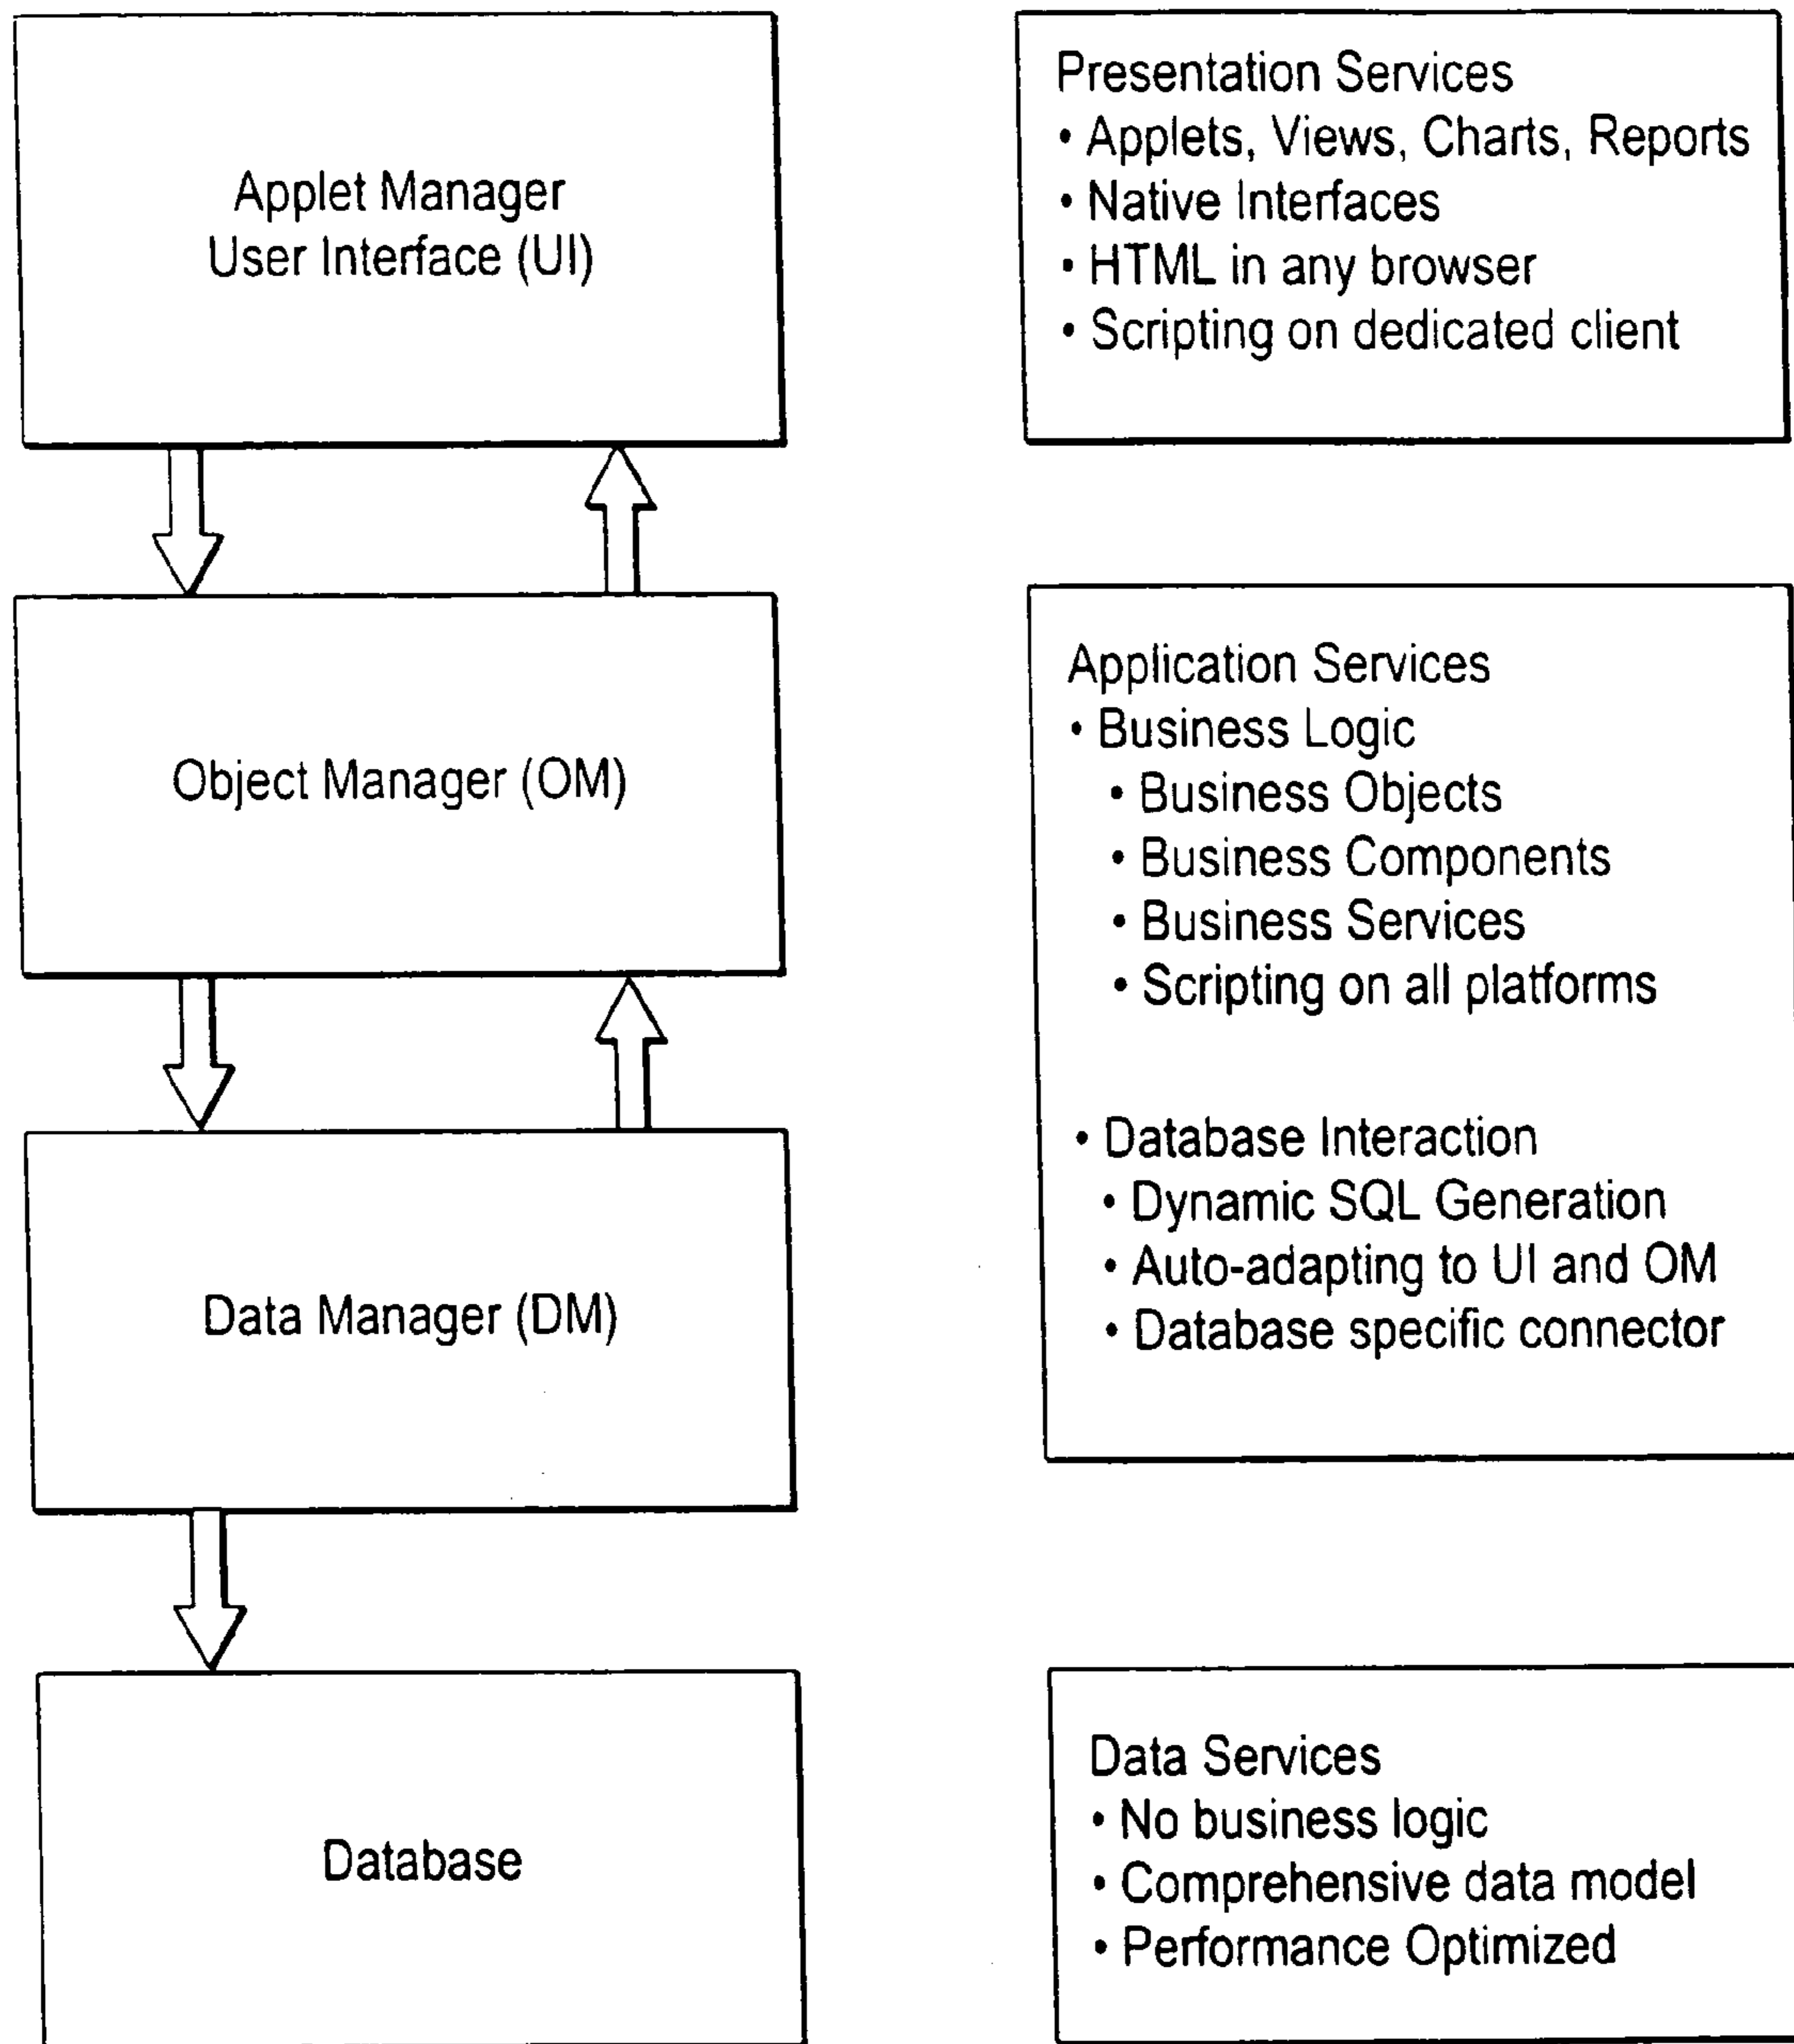 Applet Manager
User Interface (UI)
Presentation Services
• Applets, Views, Charts, Reports
• Native Interfaces
• HTML in any browser
• Scripting on dedicated client
Object Manager (OM)
Data Manager (DM)
Application Services
• Business Logic
• Business Objects
• Business Components
• Business Services
• Scripting on all platforms
• Database Interaction
• Dynamic SQL Generation
• Auto-adapting to UI and OM
• Database specific connector
Database
Data Services
• No business logic
• Comprehensive data model
• Performance Optimized